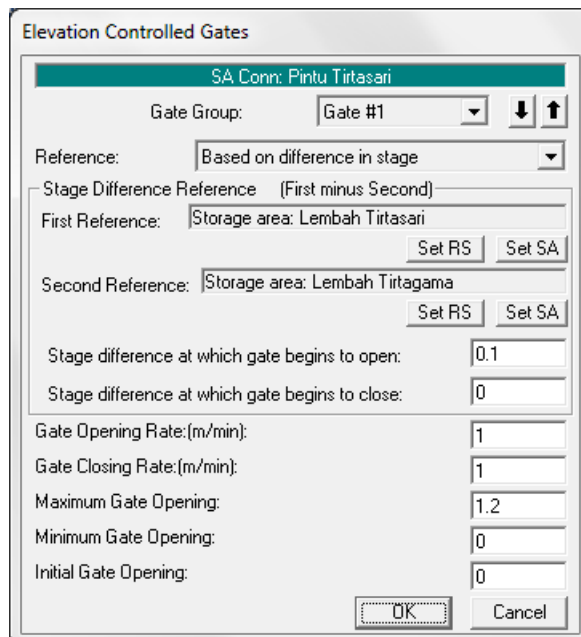 Elevation Controlled Gates
SA Conn: Pintu Tirtasari
Gate Group: Gate #1
Reference: Based on difference in stage
Stage Difference Reference (First minus Second)
First Reference: Storage area: Lembah Tirtasari
Set RS Set SA
Second Reference: Storage area: Lembah Tirtagama
Set RS Set SA
Stage difference at which gate begins to open: 0.1
Stage difference at which gate begins to close: 0
Gate Opening Rate:(m/min): 1
Gate Closing Rate:(m/min): 1
Maximum Gate Opening: 1.2
Minimum Gate Opening: 0
Initial Gate Opening: 0
OK Cancel